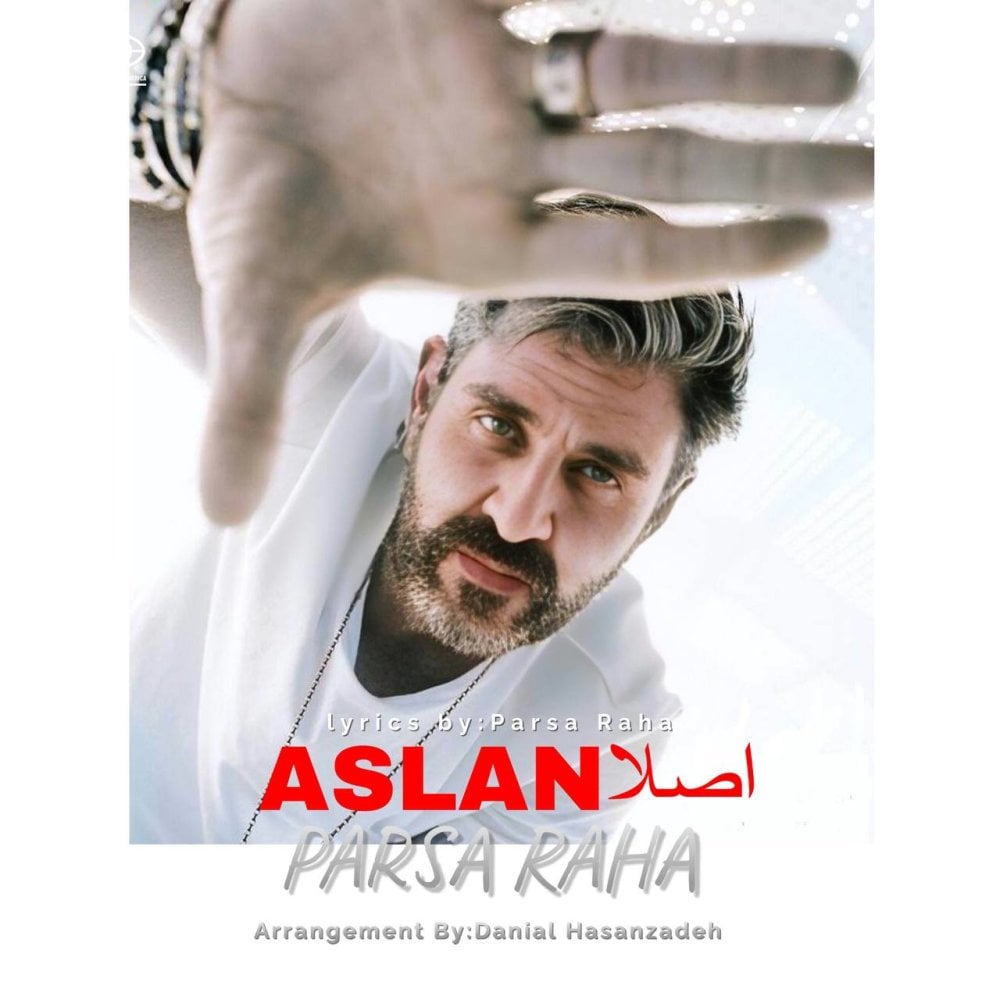 lyrics by:Parsa Raha
ASLAN اصلا
PARSA RAHA
Arrangement By:Danial Hasanzadeh